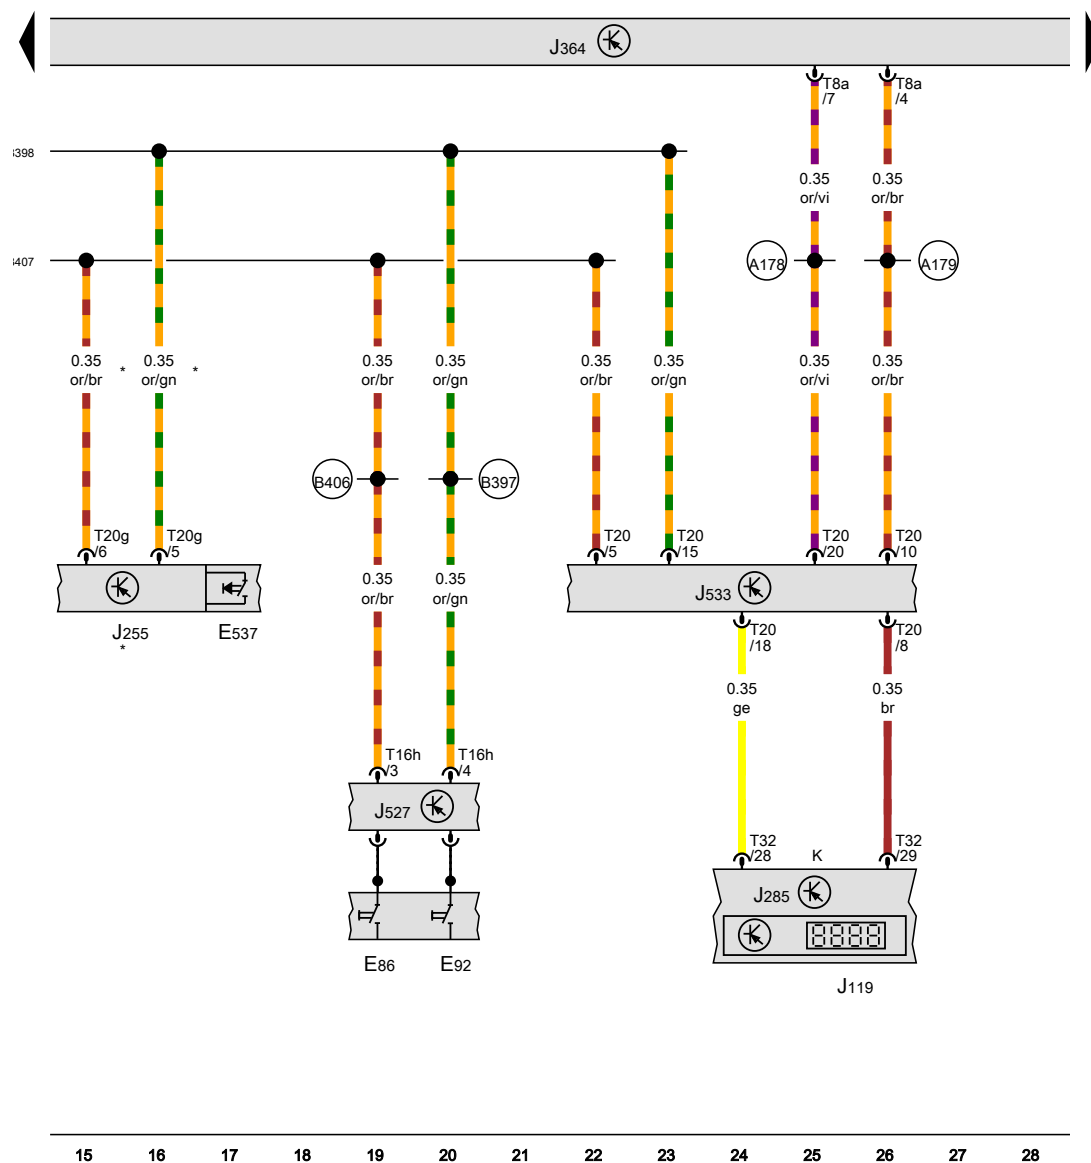 J364
T8a
/7
T8a
/4
398
0.35
or/vi
0.35
or/br
407
A178
A179
0.35
or/br
*
0.35
or/gn
*
0.35
or/br
0.35
or/gn
0.35
or/br
0.35
or/gn
0.35
or/vi
0.35
or/br
B406
B397
T20g
/6
T20g
/5
T20
/5
T20
/15
T20
/20
T20
/10
0.35
or/br
0.35
or/gn
J533
J255
*
E537
T20
/18
T20
/8
0.35
ge
0.35
br
T16h
/3
T16h
/4
J527
T32
/28
K
T32
/29
J285
8888
E86
E92
J119
15 16 17 18 19 20 21 22 23 24 25 26 27 28